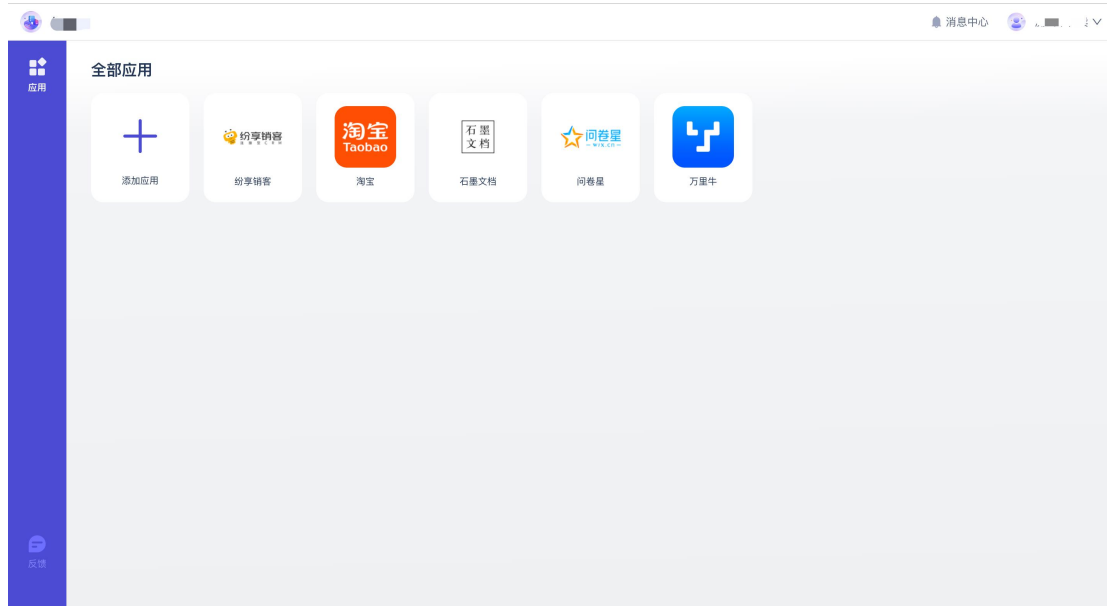 消息中心
应用
全部应用
添加应用
纷享销客
纷享销客
淘宝
Taobao
淘宝
石墨
文档
石墨文档
问卷星
问卷星
万里牛
反馈